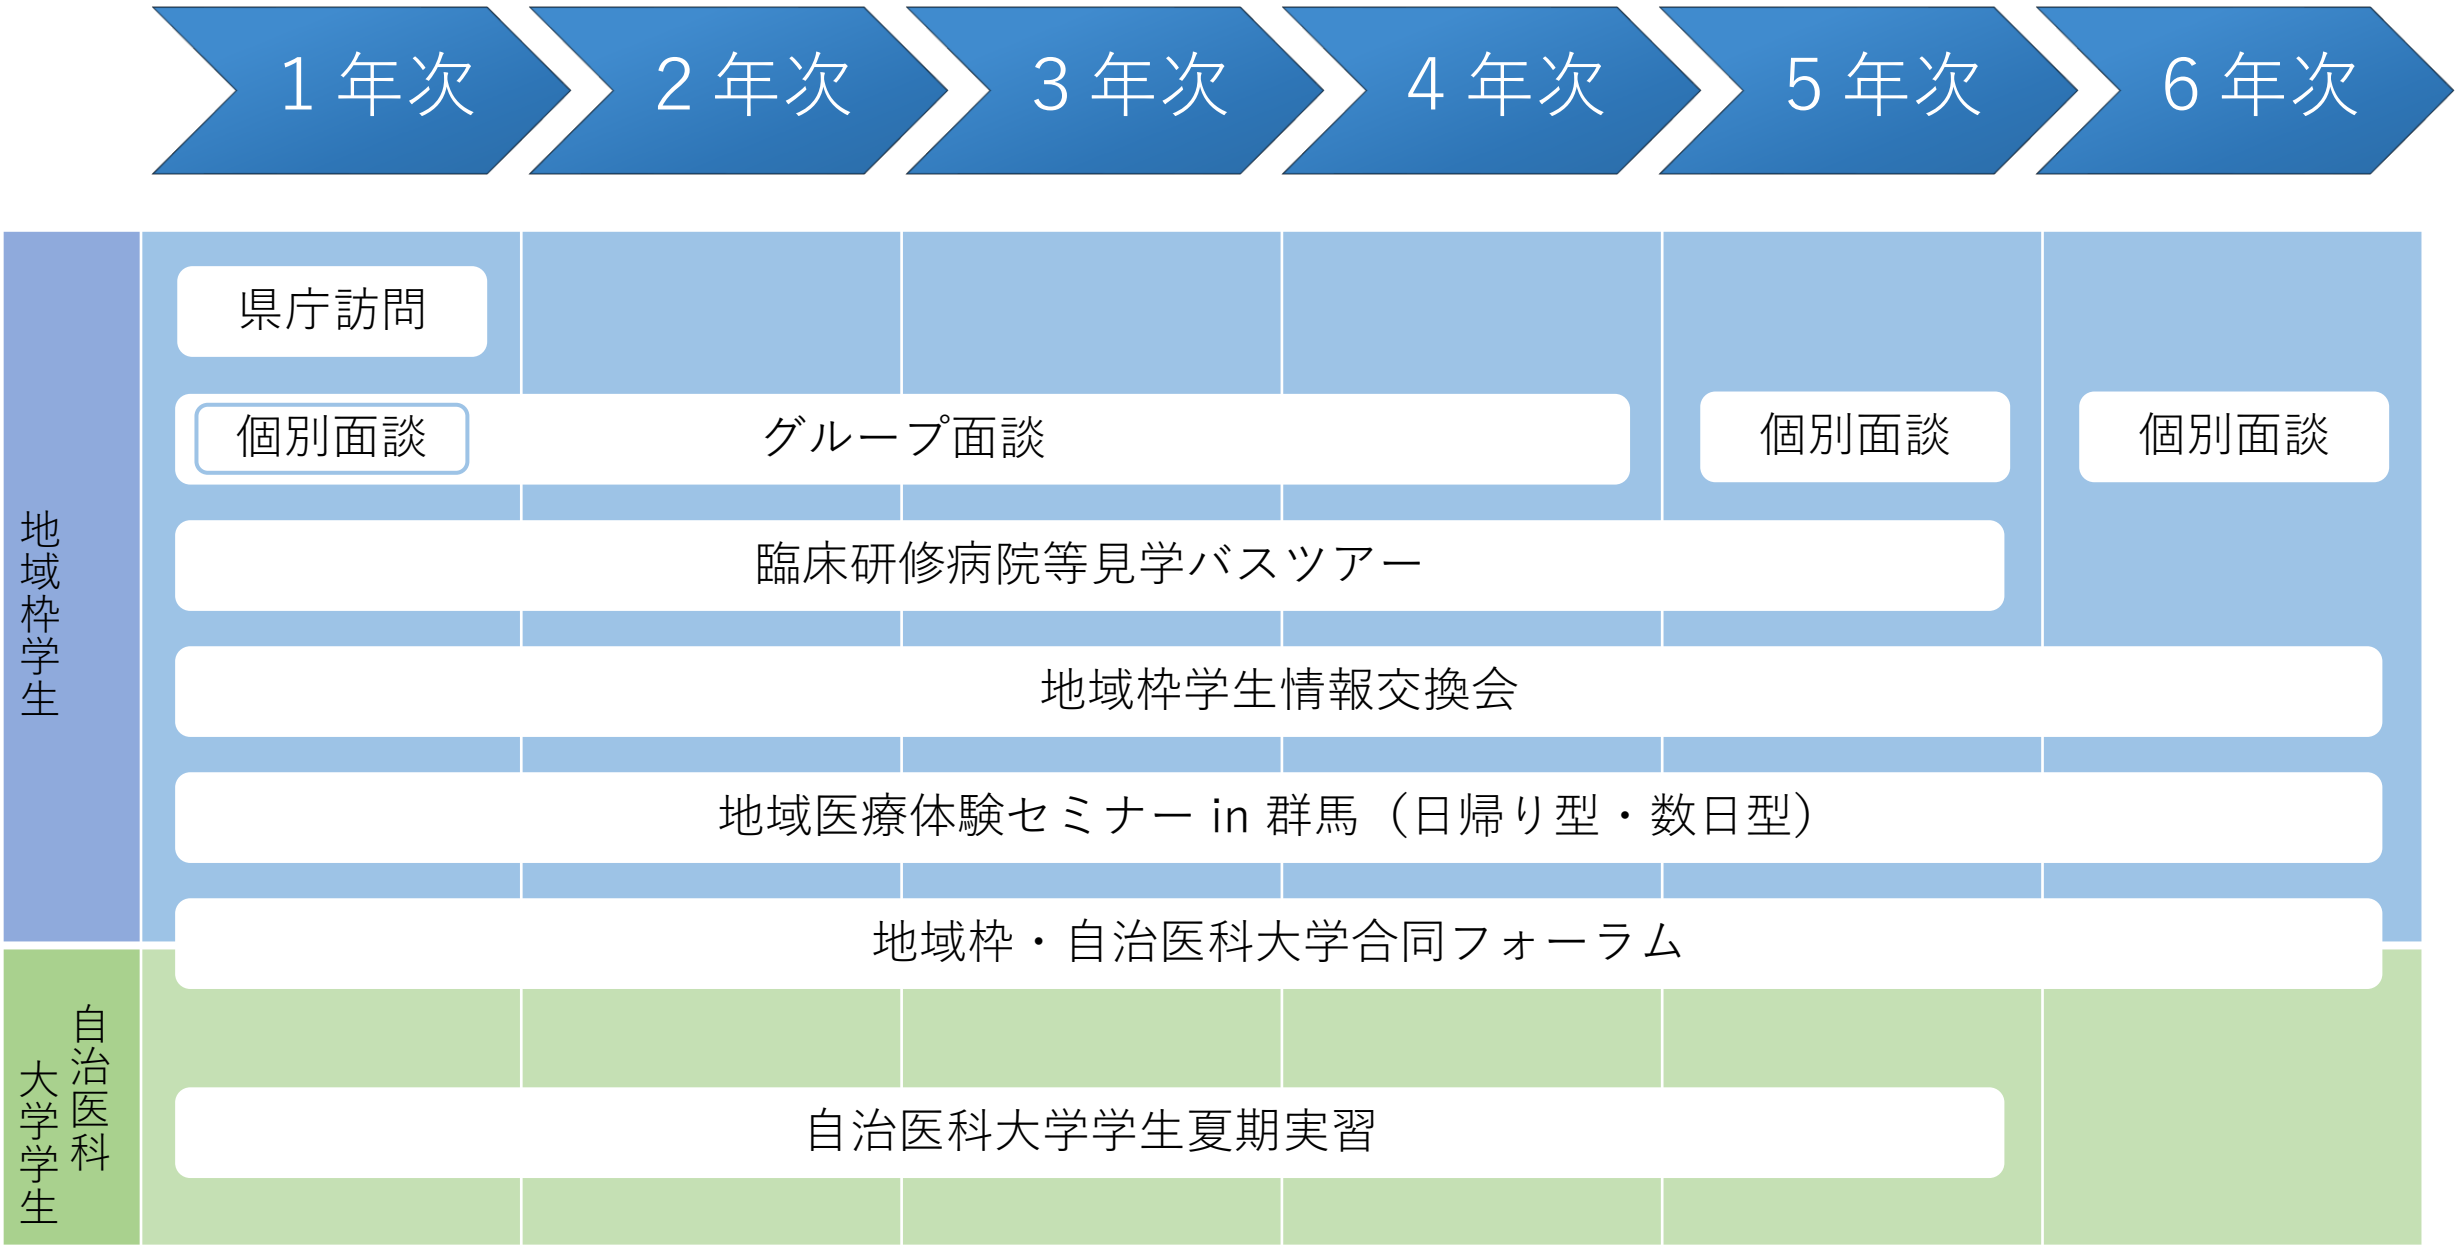 1年次
2年次
3年次
4年次
5年次
6年次
地域枠学生
県庁訪問
個別面談
グループ面談
個別面談
個別面談
臨床研修病院等見学バスツアー
地域枠学生情報交換会
地域医療体験セミナー in 群馬（日帰り型・数日型）
地域枠・自治医科大学合同フォーラム
自治医科
大学学生
自治医科大学学生夏期実習